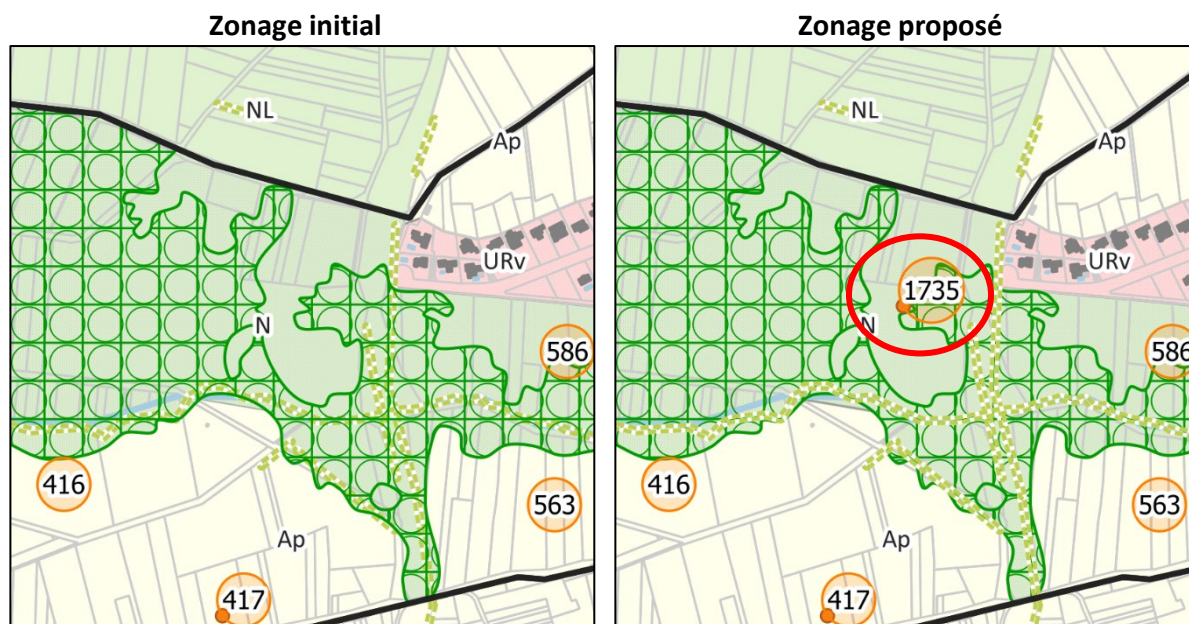 Zonage initial
NL
Ap
URv
N
586
416
563
Ap
417
Zonage proposé
NL
Ap
URv
1735
N
586
416
563
Ap
417